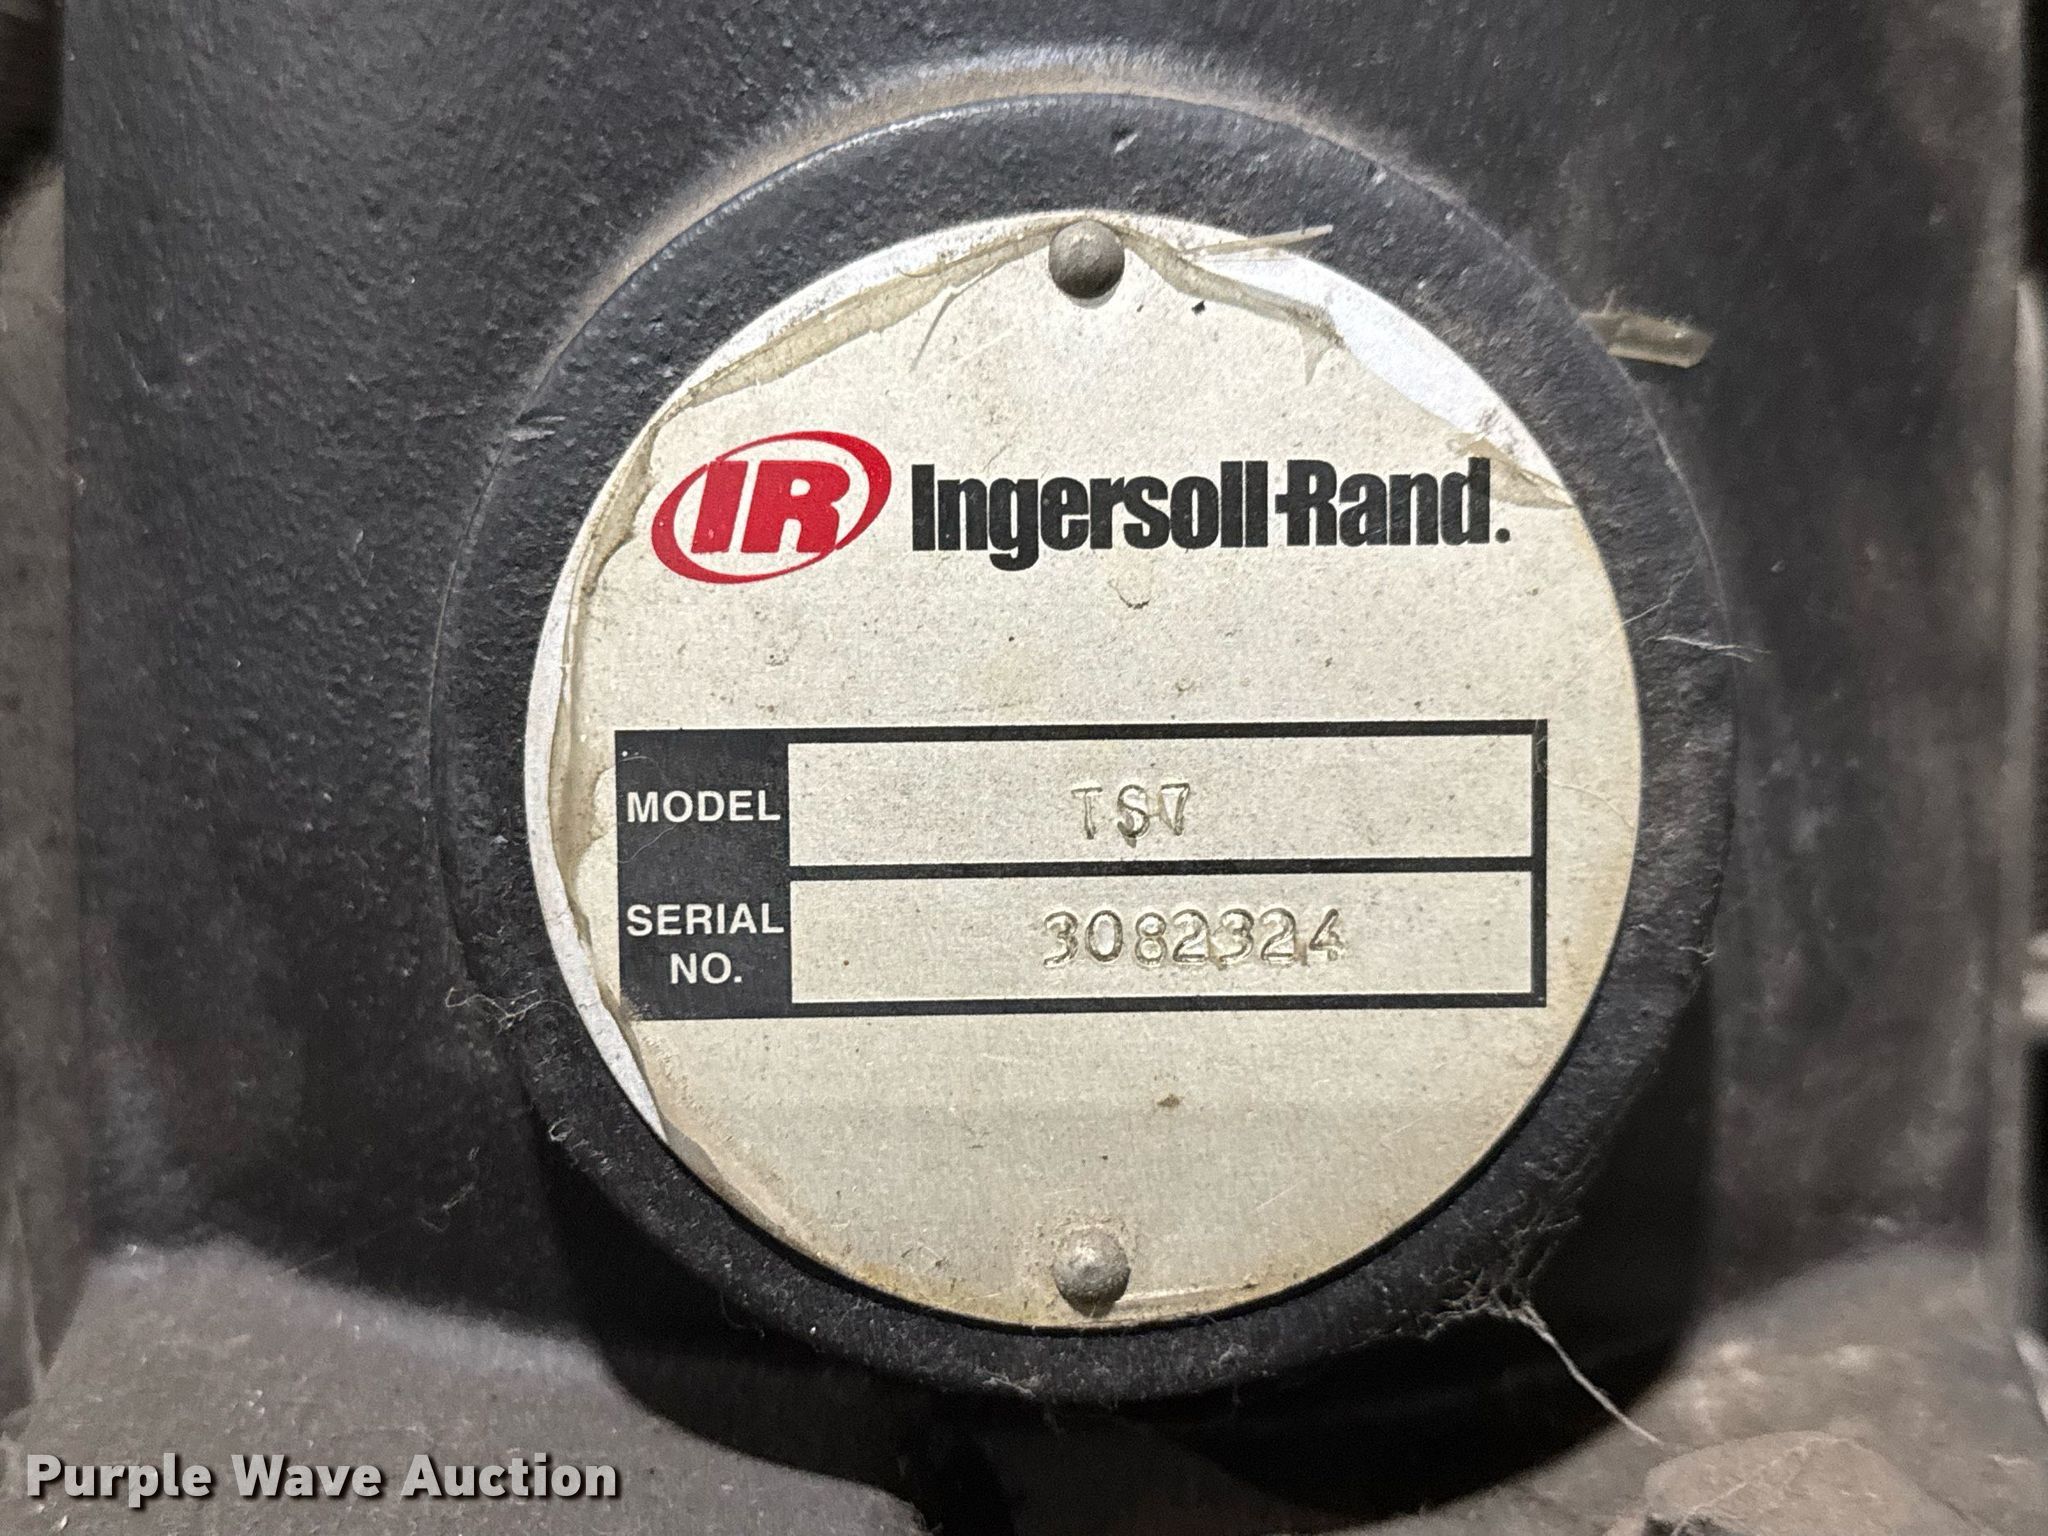 IR Ingersoll-Rand.
MODEL TS7
SERIAL NO. 3082324
Purple Wave Auction